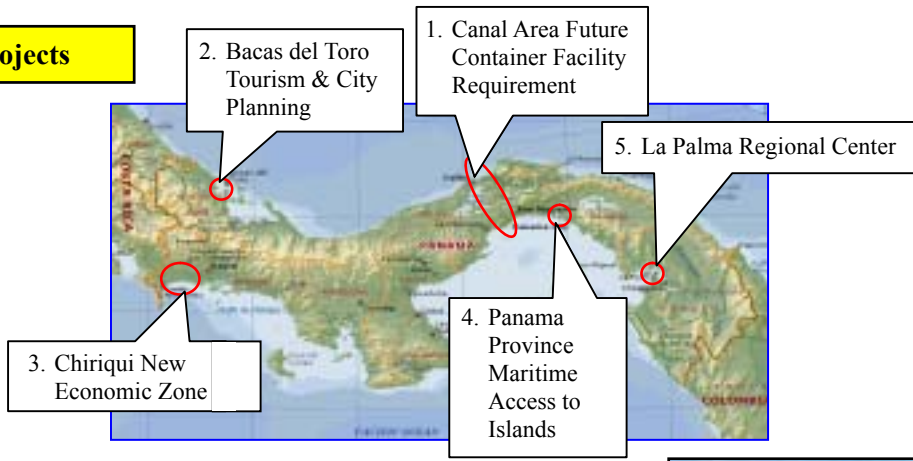 ojects
2. Bacas del Toro
Tourism & City
Planning
1. Canal Area Future
Container Facility
Requirement
5. La Palma Regional Center
COSTA RICA
PANAMA
4. Panama
Province
Maritime
Access to
Islands
3. Chiriqui New
Economic Zone
COLOMBIA
PACIFIC OCEAN